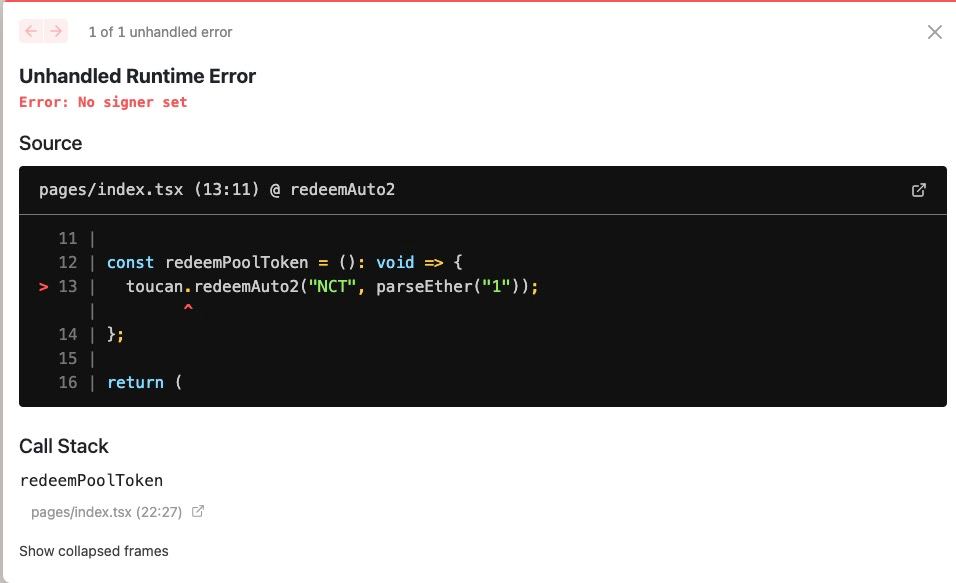 1 of 1 unhandled error
Unhandled Runtime Error
Error: No signer set
Source
pages/index.tsx (13:11) @ redeemAuto2
11 |
12 | const redeemPoolToken = (): void => {
> 13 |   toucan.redeemAuto2("NCT", parseEther("1"));
|         ^
14 | };
15 |
16 | return (
Call Stack
redeemPoolToken
pages/index.tsx (22:27)
Show collapsed frames